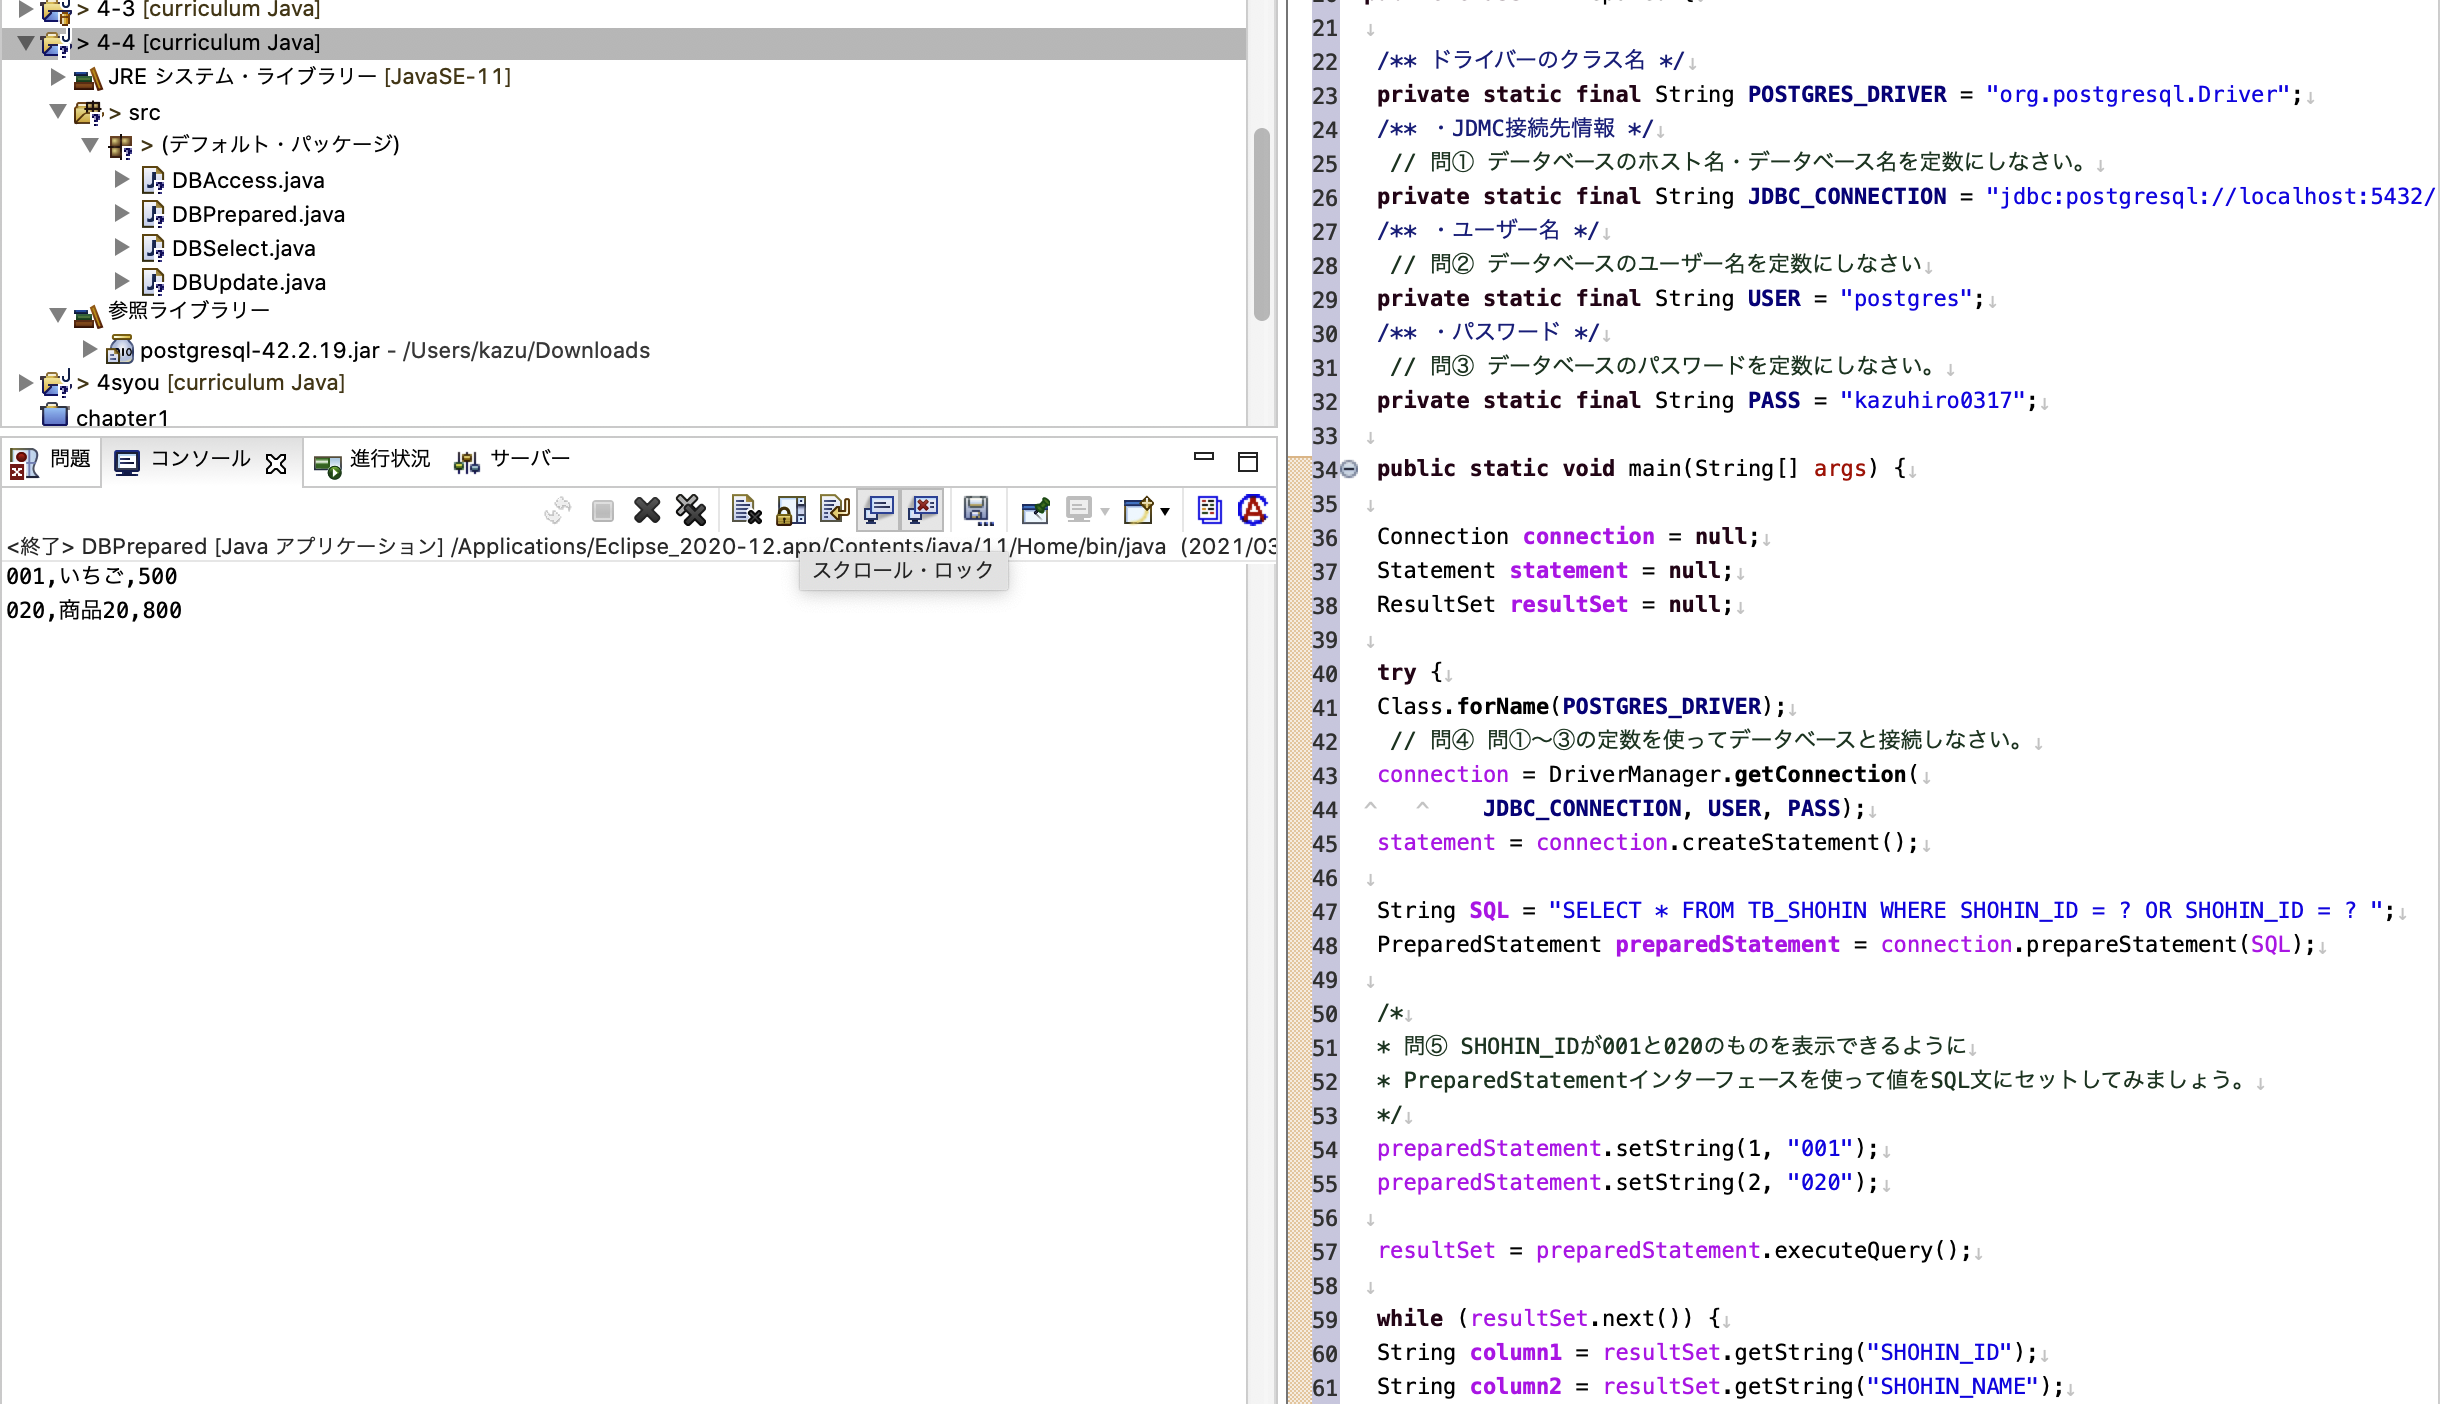 > 4-3 [curriculum Java]
> 4-4 [curriculum Java]
JRE システム・ライブラリー [JavaSE-11]
> src
> (デフォルト・パッケージ)
DBAccess.java
DBPrepared.java
DBSelect.java
DBUpdate.java
参照ライブラリー
postgresql-42.2.19.jar - /Users/kazu/Downloads
> 4syou [curriculum Java]
chapter1
問題 コンソール 進行状況 サーバー
<終了> DBPrepared [Java アプリケーション] /Applications/Eclipse_2020-12.app/Contents/java/11/Home/bin/java (2021/03
スクロール・ロック
001,いちご,500
020,商品20,800
21
22 /** ドライバーのクラス名 */
23 private static final String POSTGRES_DRIVER = "org.postgresql.Driver";
24 /** ・JDMC接続先情報 */
25 // 問① データベースのホスト名・データベース名を定数にしなさい。
26 private static final String JDBC_CONNECTION = "jdbc:postgresql://localhost:5432/
27 /** ・ユーザー名 */
28 // 問② データベースのユーザー名を定数にしなさい
29 private static final String USER = "postgres";
30 /** ・パスワード */
31 // 問③ データベースのパスワードを定数にしなさい。
32 private static final String PASS = "kazuhiro0317";
33
34 public static void main(String[] args) {
35
36 Connection connection = null;
37 Statement statement = null;
38 ResultSet resultSet = null;
39
40 try {
41 Class.forName(POSTGRES_DRIVER);
42 // 問④ 問①〜③の定数を使ってデータベースと接続しなさい。
43 connection = DriverManager.getConnection(
44 JDBC_CONNECTION, USER, PASS);
45 statement = connection.createStatement();
46
47 String SQL = "SELECT * FROM TB_SHOHIN WHERE SHOHIN_ID = ? OR SHOHIN_ID = ? ";
48 PreparedStatement preparedStatement = connection.prepareStatement(SQL);
49
50 /*
51 * 問⑤ SHOHIN_IDが001と020のものを表示できるように
52 * PreparedStatementインターフェースを使って値をSQL文にセットしてみましょう。
53 */
54 preparedStatement.setString(1, "001");
55 preparedStatement.setString(2, "020");
56
57 resultSet = preparedStatement.executeQuery();
58
59 while (resultSet.next()) {
60 String column1 = resultSet.getString("SHOHIN_ID");
61 String column2 = resultSet.getString("SHOHIN_NAME");